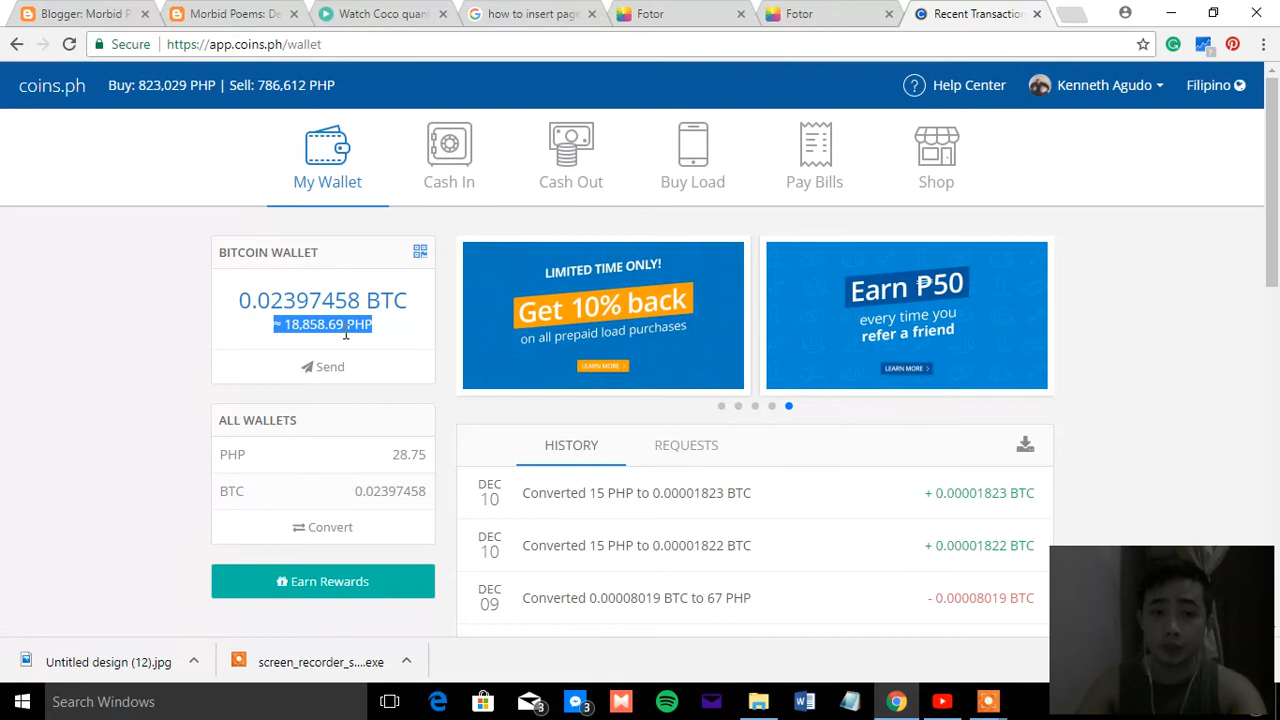 Blogger: Morbid P
Morbid Poems: De
Watch Coco quant
how to insert page
Fotor
Fotor
Recent Transaction
Secure
https://app.coins.ph/wallet
coins.ph
Buy: 823,029 PHP | Sell: 786,612 PHP
Help Center
Kenneth Agudo
Filipino
My Wallet
Cash In
Cash Out
Buy Load
Pay Bills
Shop
BITCOIN WALLET
0.02397458 BTC
≈ 18,858.69 PHP
Send
LIMITED TIME ONLY!
Get 10% back
on all prepaid load purchases
LEARN MORE >
Earn ₱50
every time you
refer a friend
LEARN MORE >
ALL WALLETS
PHP 28.75
BTC 0.02397458
Convert
Earn Rewards
HISTORY
REQUESTS
DEC 10 Converted 15 PHP to 0.00001823 BTC + 0.00001823 BTC
DEC 10 Converted 15 PHP to 0.00001822 BTC + 0.00001822 BTC
DEC 09 Converted 0.00008019 BTC to 67 PHP - 0.00008019 BTC
Untitled design (12).jpg
screen_recorder_s....exe
Search Windows
3
3